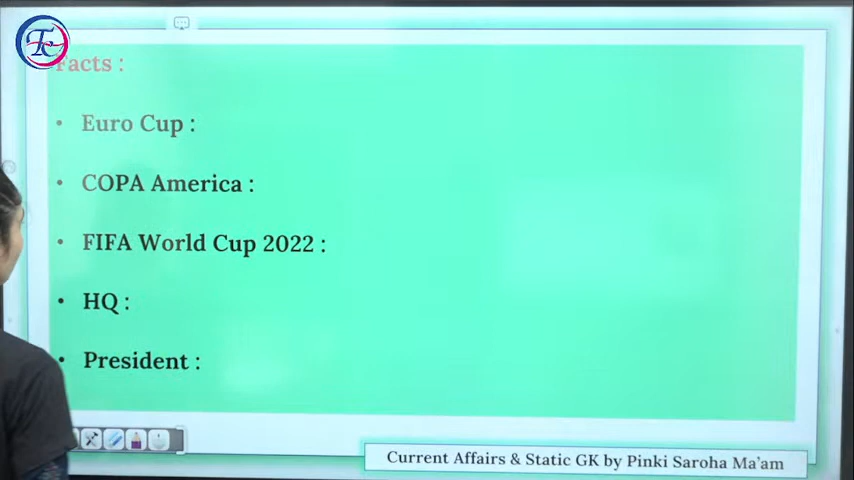 Tc
Facts :
• Euro Cup :
• COPA America :
• FIFA World Cup 2022 :
• HQ :
• President :
Current Affairs & Static GK by Pinki Saroha Ma'am